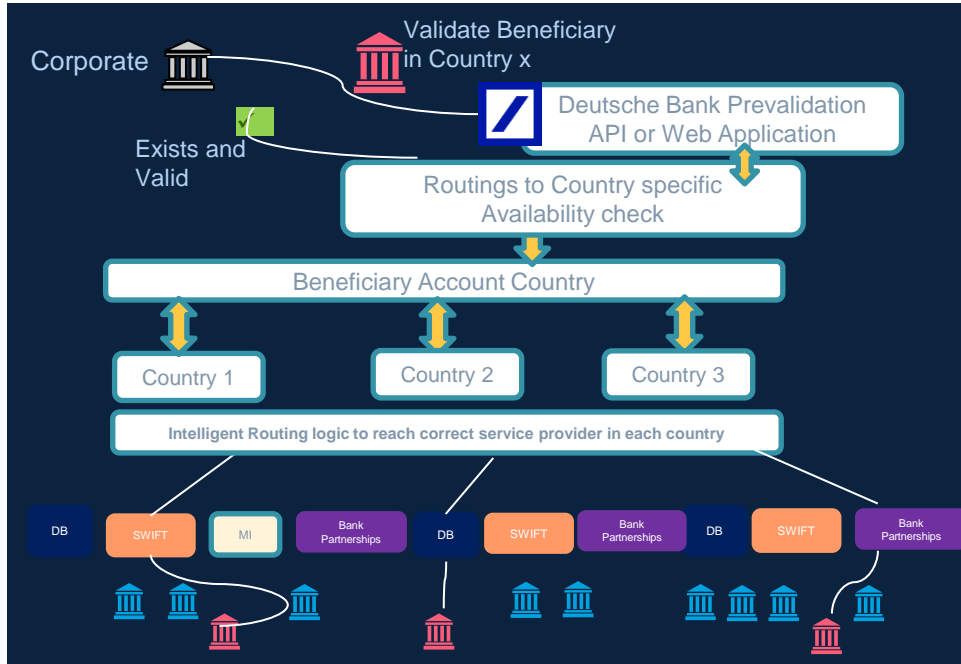 Corporate
Validate Beneficiary
in Country x
Deutsche Bank Prevalidation
API or Web Application
Exists and
Valid
Routings to Country specific
Availability check
Beneficiary Account Country
Country 1
Country 2
Country 3
Intelligent Routing logic to reach correct service provider in each country
DB
SWIFT
MI
Bank
Partnerships
DB
SWIFT
Bank
Partnerships
DB
SWIFT
Bank
Partnerships